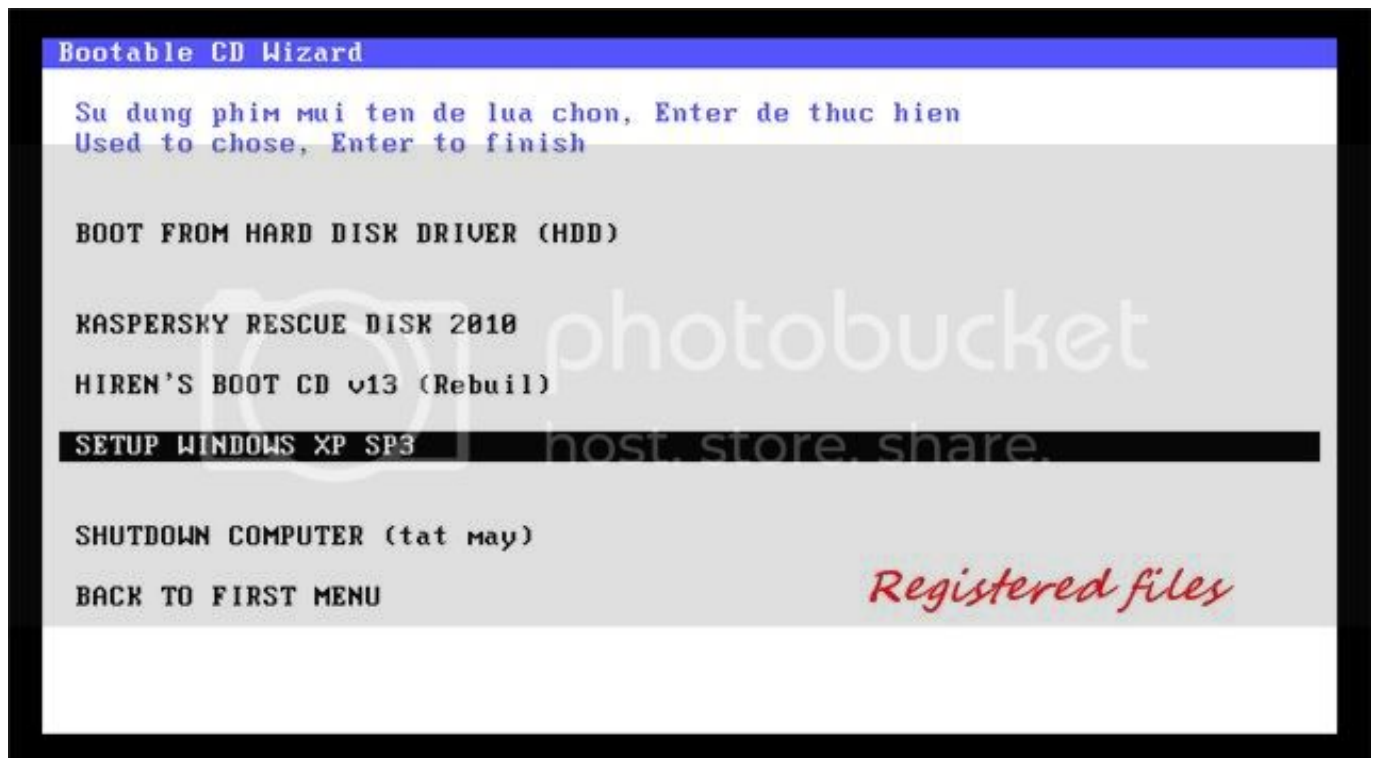 Bootable CD Wizard
Su dung phim mui ten de lua chon, Enter de thuc hien
Used to chose, Enter to finish
BOOT FROM HARD DISK DRIVER (HDD)
KASPERSKY RESCUE DISK 2010
photobucket
HIREN'S BOOT CD v13 (Rebuil)
SETUP WINDOWS XP SP3
host. store. share.
SHUTDOWN COMPUTER (tat may)
BACK TO FIRST MENU
Registered files